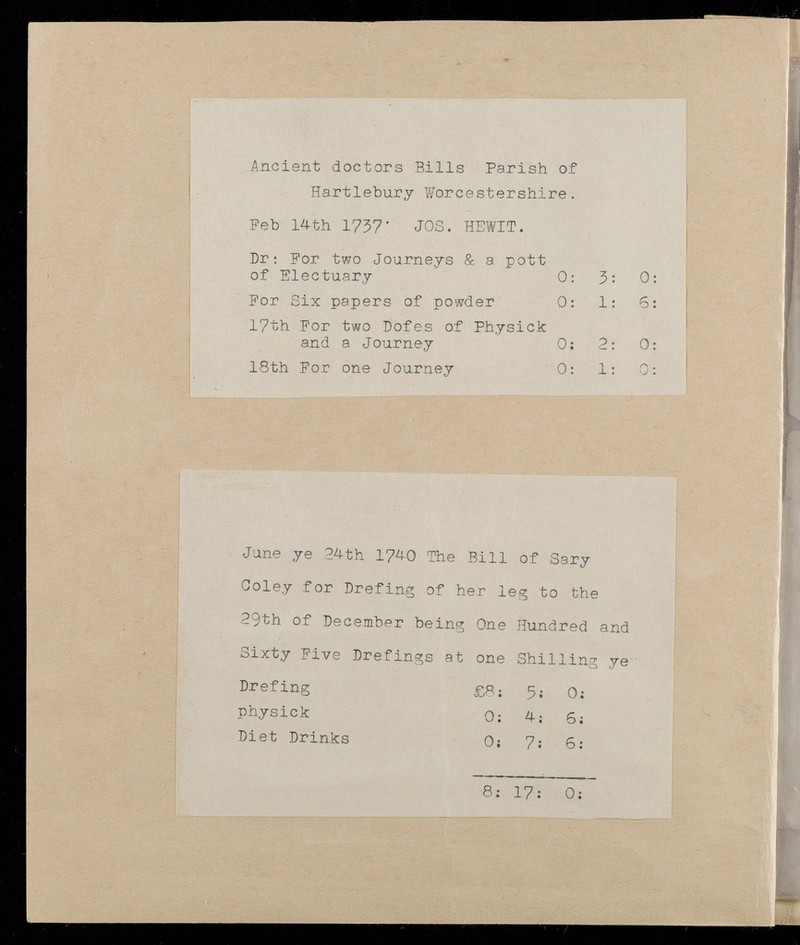 Ancient doctors Bills Parish of
Hartlebury Worcestershire.
Feb 14th 1737' JOS. HEWIT.
Dr: For two Journeys & a pott
of Electuary 0: 3: 0:
For Six papers of powder 0: 1: 6:
17th For two Dofes of Physick
and a Journey 0: 2: 0:
18th For one Journey 0: 1: 0:
June ye 24th 1740 The Bill of Sary
Coley for Drefing of her leg to the
29th of December being One Hundred and
Sixty Five Drefings at one Shilling ye
Drefing £8: 5: 0:
physick 0: 4: 6:
Diet Drinks 0: 7: 6:
8: 17: 0: